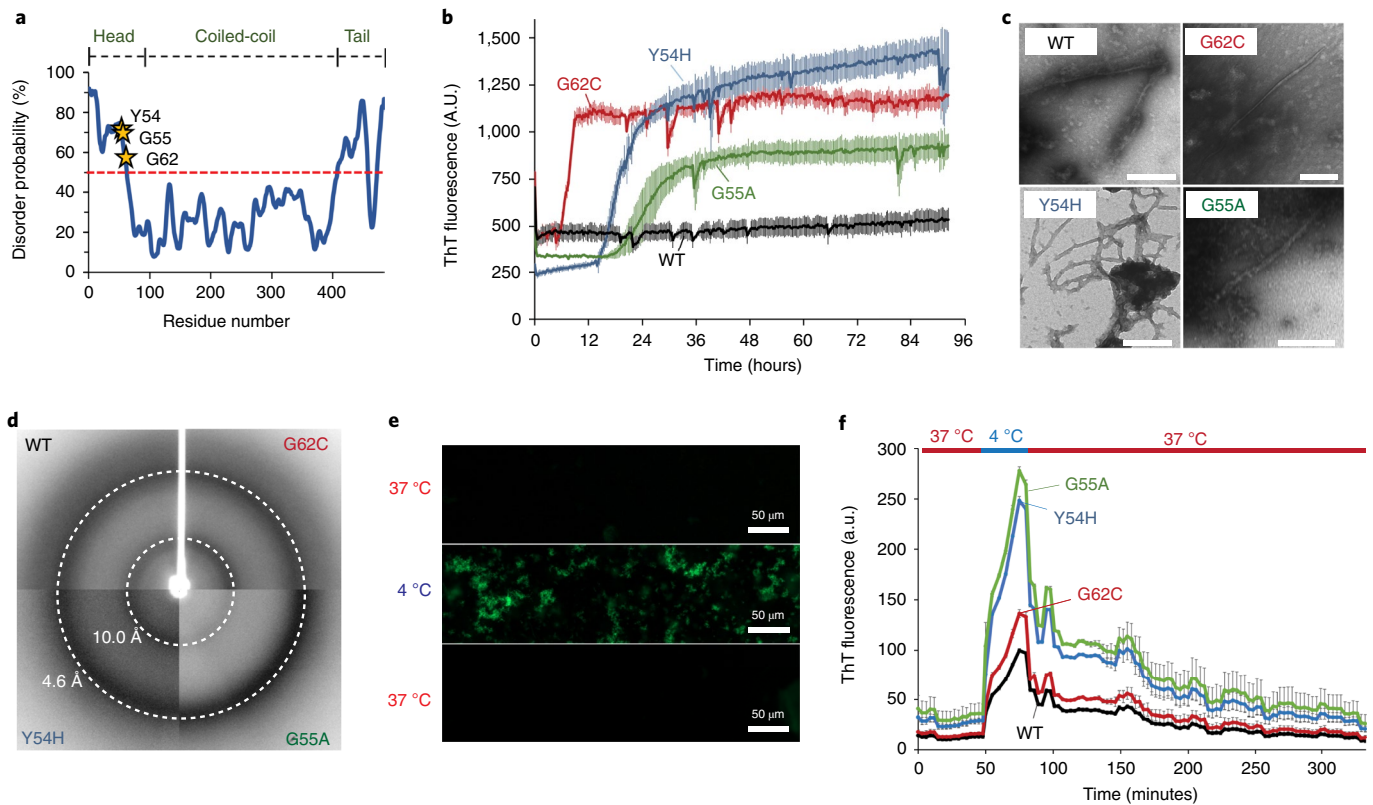 a
Head Coiled-coil Tail
Disorder probability (%)
100
80
60
40
20
0
Y54
G55
G62
0 100 200 300 400
Residue number
b
ThT fluorescence (A.U.)
1,500
1,250
1,000
750
500
250
0
Y54H
G62C
G55A
WT
0 12 24 36 48 60 72 84 96
Time (hours)
c
WT
G62C
Y54H
G55A
d
WT
G62C
10.0 Å
4.6 Å
Y54H
G55A
e
37 °C
50 μm
4 °C
50 μm
37 °C
50 μm
f
37 °C 4 °C 37 °C
ThT fluorescence (a.u.)
300
250
200
150
100
50
0
G55A
Y54H
G62C
WT
0 50 100 150 200 250 300
Time (minutes)